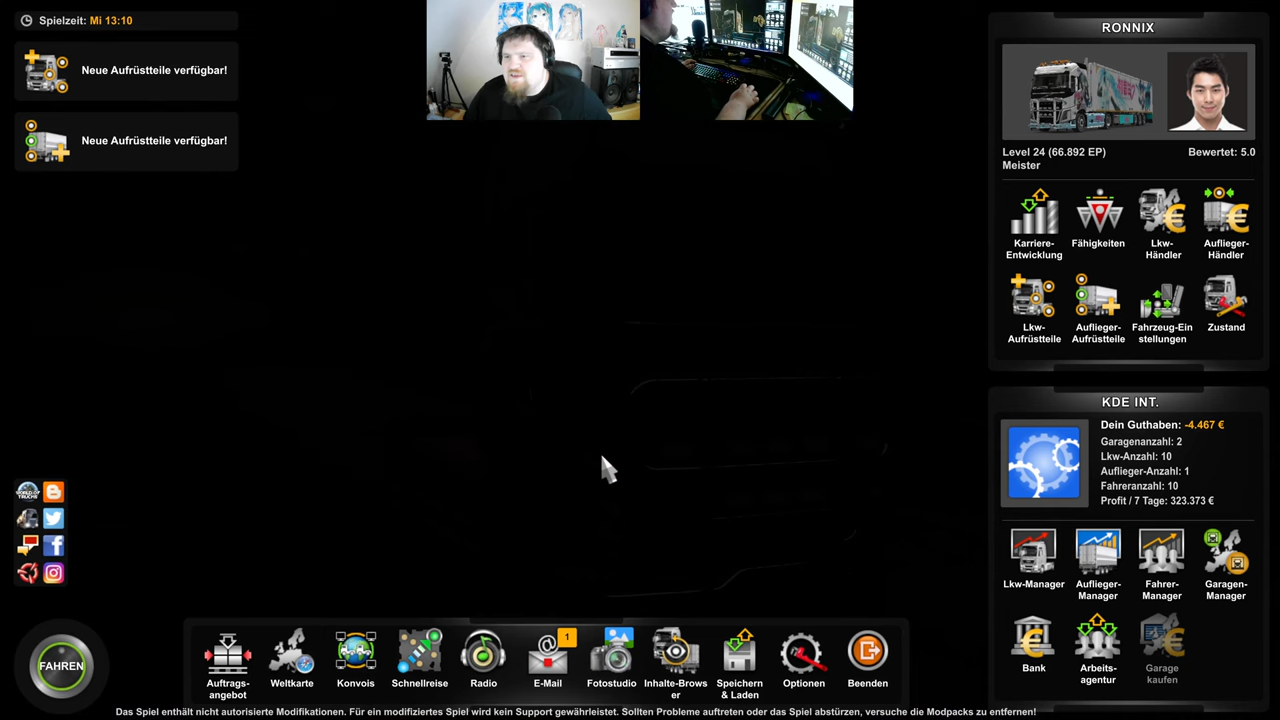 Spielzeit: Mi 13:10
Neue Aufrüstteile verfügbar!
Neue Aufrüstteile verfügbar!
RONNIX
Level 24 (66.892 EP)
Bewertet: 5.0
Meister
Karriere-
Entwicklung
Fähigkeiten
Lkw-
Händler
Auflieger-
Händler
Lkw-
Aufrüstteile
Auflieger-
Aufrüstteile
Fahrzeug-Ein
stellungen
Zustand
KDE INT.
Dein Guthaben: -4.467 €
Garagenanzahl: 2
Lkw-Anzahl: 10
Auflieger-Anzahl: 1
Fahreranzahl: 10
Profit / 7 Tage: 323.373 €
Lkw-Manager
Auflieger-
Manager
Fahrer-
Manager
Garagen-
Manager
Bank
Arbeits-
agentur
Garage
kaufen
FAHREN
Auftrags-
angebot
Weltkarte
Konvois
Schnellreise
Radio
1
E-Mail
Fotostudio
Inhalte-Brows
er
Speichern
& Laden
Optionen
Beenden
Das Spiel enthält nicht autorisierte Modifikationen. Für ein modifiziertes Spiel wird kein Support gewährleistet. Sollten Probleme auftreten oder das Spiel abstürzen, versuche die Modpacks zu entfernen!